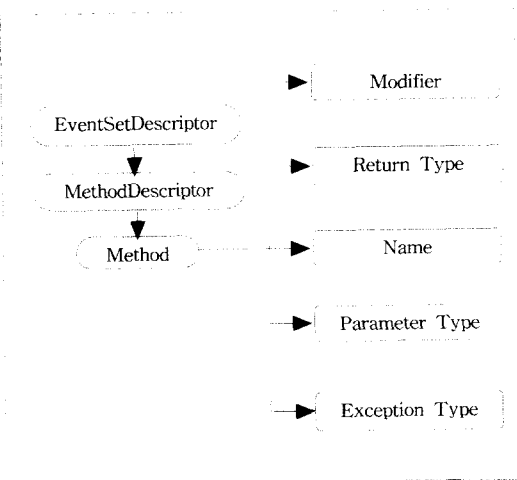 EventSetDescriptor
MethodDescriptor
Method
Modifier
Return Type
Name
Parameter Type
Exception Type